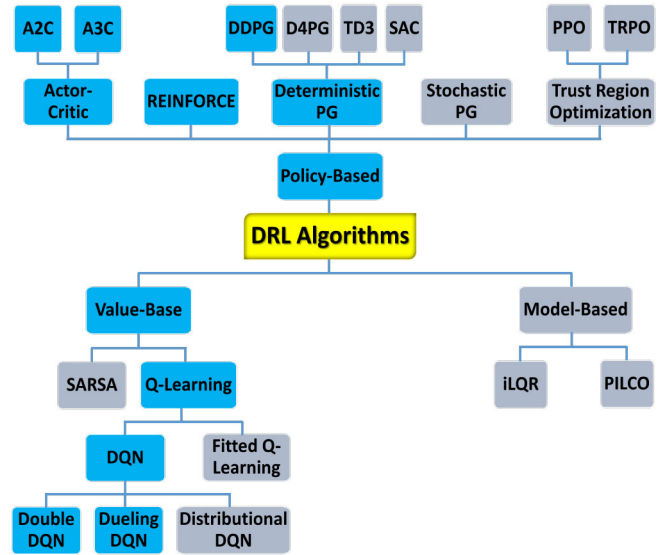 A2C
A3C
DDPG
D4PG
TD3
SAC
PPO
TRPO
Actor-
Critic
REINFORCE
Deterministic
PG
Stochastic
PG
Trust Region
Optimization
Policy-Based
DRL Algorithms
Value-Base
Model-Based
SARSA
Q-Learning
iLQR
PILCO
DQN
Fitted Q-
Learning
Double
DQN
Dueling
DQN
Distributional
DQN